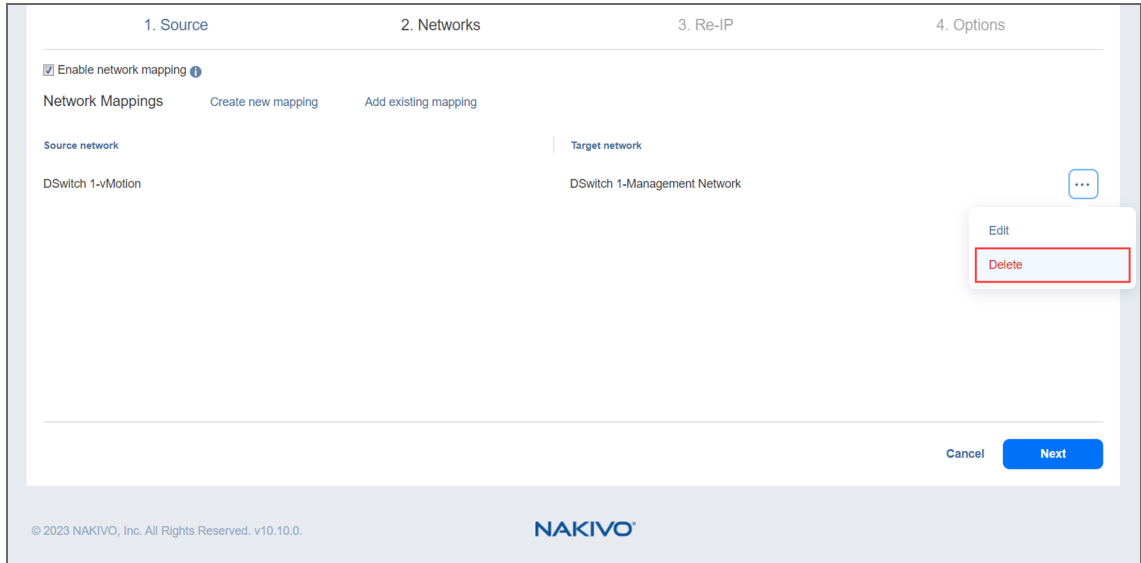 1. Source 2. Networks 3. Re-IP 4. Options
Enable network mapping
Network Mappings Create new mapping Add existing mapping
Source network Target network
DSwitch 1-vMotion DSwitch 1-Management Network
Edit
Delete
Cancel Next
© 2023 NAKIVO, Inc. All Rights Reserved. v10.10.0. NAKIVO®